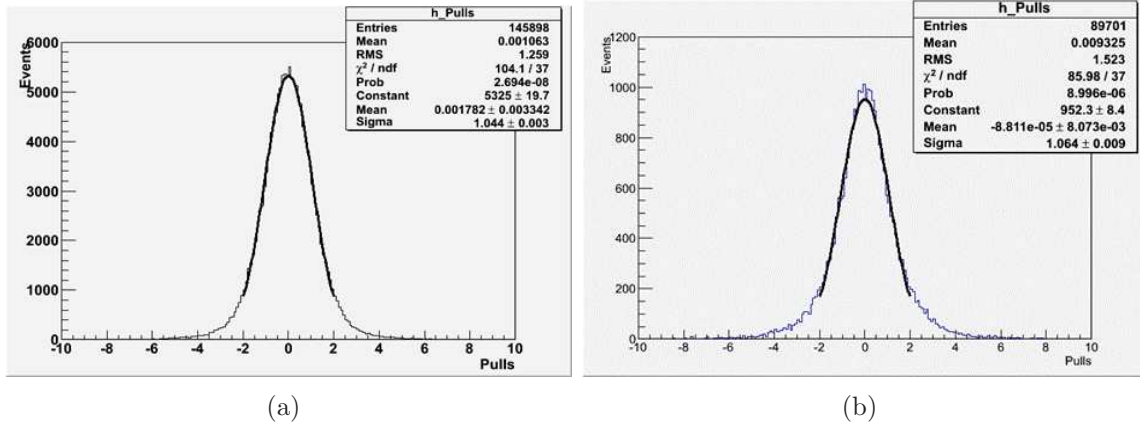 h_Pulls
Entries 145898
Mean 0.001063
RMS 1.259
χ² / ndf 104.1 / 37
Prob 2.694e-08
Constant 5325 ± 19.7
Mean 0.001782 ± 0.003342
Sigma 1.044 ± 0.003
Events
6000
5000
4000
3000
2000
1000
0
-10 -8 -6 -4 -2 0 2 4 6 8 10
Pulls
(a)
h_Pulls
Entries 89701
Mean 0.009325
RMS 1.523
χ² / ndf 85.98 / 37
Prob 8.996e-06
Constant 952.3 ± 8.4
Mean -8.811e-05 ± 8.073e-03
Sigma 1.064 ± 0.009
Events
1200
1000
800
600
400
200
0
-10 -8 -6 -4 -2 0 2 4 6 8 10
Pulls
(b)